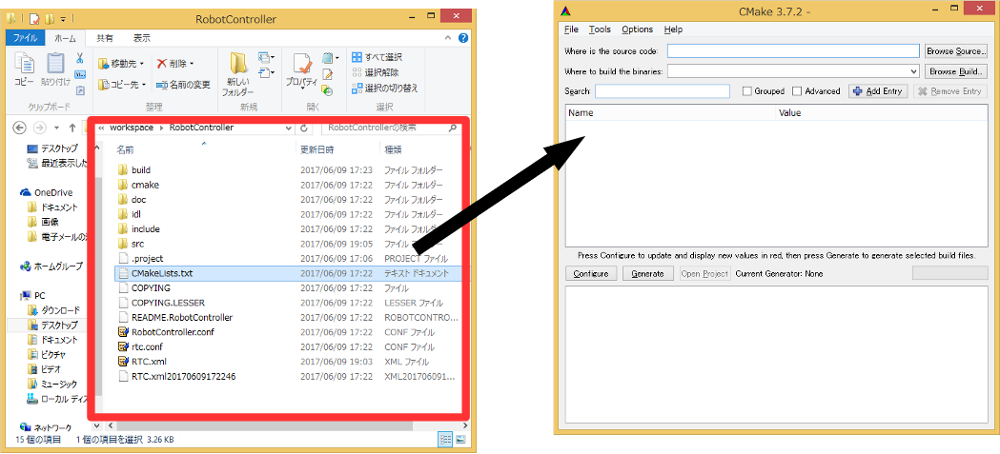 RobotController
ファイル ホーム 共有 表示
コピー 貼り付け
移動先 削除
コピー先 名前の変更
新しい
フォルダー
プロパティ
すべて選択
選択解除
選択の切り替え
クリップボード 整理 新規 開く 選択
« workspace RobotController RobotControllerの検索
名前 更新日時 種類
build 2017/06/09 17:23 ファイル フォルダー
cmake 2017/06/09 17:22 ファイル フォルダー
doc 2017/06/09 17:22 ファイル フォルダー
idl 2017/06/09 17:22 ファイル フォルダー
include 2017/06/09 17:22 ファイル フォルダー
src 2017/06/09 19:05 ファイル フォルダー
.project 2017/06/09 17:06 PROJECT ファイル
CMakeLists.txt 2017/06/09 17:22 テキスト ドキュメント
COPYING 2017/06/09 17:22 ファイル
COPYING.LESSER 2017/06/09 17:22 LESSER ファイル
README.RobotController 2017/06/09 17:22 ROBOTCONTRO...
RobotController.conf 2017/06/09 17:22 CONF ファイル
rtc.conf 2017/06/09 17:22 CONF ファイル
RTC.xml 2017/06/09 19:03 XML ファイル
RTC.xml20170609172246 2017/06/09 17:22 XML201706091...
デスクトップ
最近表示した
OneDrive
ドキュメント
画像
電子メールの
ホームグループ
PC
ダウンロード
デスクトップ
ドキュメント
ピクチャ
ビデオ
ミュージック
ローカル ディス
ネットワーク
15 個の項目 1 個の項目を選択 3.26 KB
CMake 3.7.2 -
File Tools Options Help
Where is the source code: Browse Source...
Where to build the binaries: Browse Build...
Search: Grouped Advanced Add Entry Remove Entry
Name Value
Press Configure to update and display new values in red, then press Generate to generate selected build files.
Configure Generate Open Project Current Generator: None